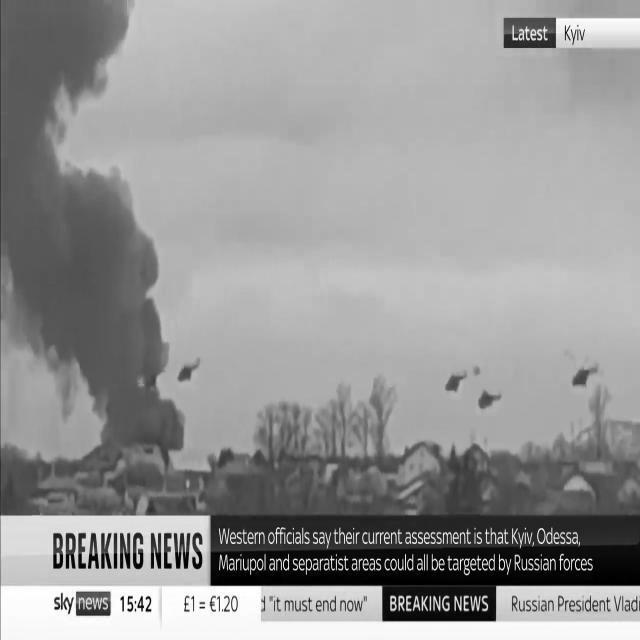 Latest Kyiv
BREAKING NEWS
Western officials say their current assessment is that Kyiv, Odessa,
Mariupol and separatist areas could all be targeted by Russian forces
sky news 15:42 £1 = €1.20 "it must end now" BREAKING NEWS Russian President